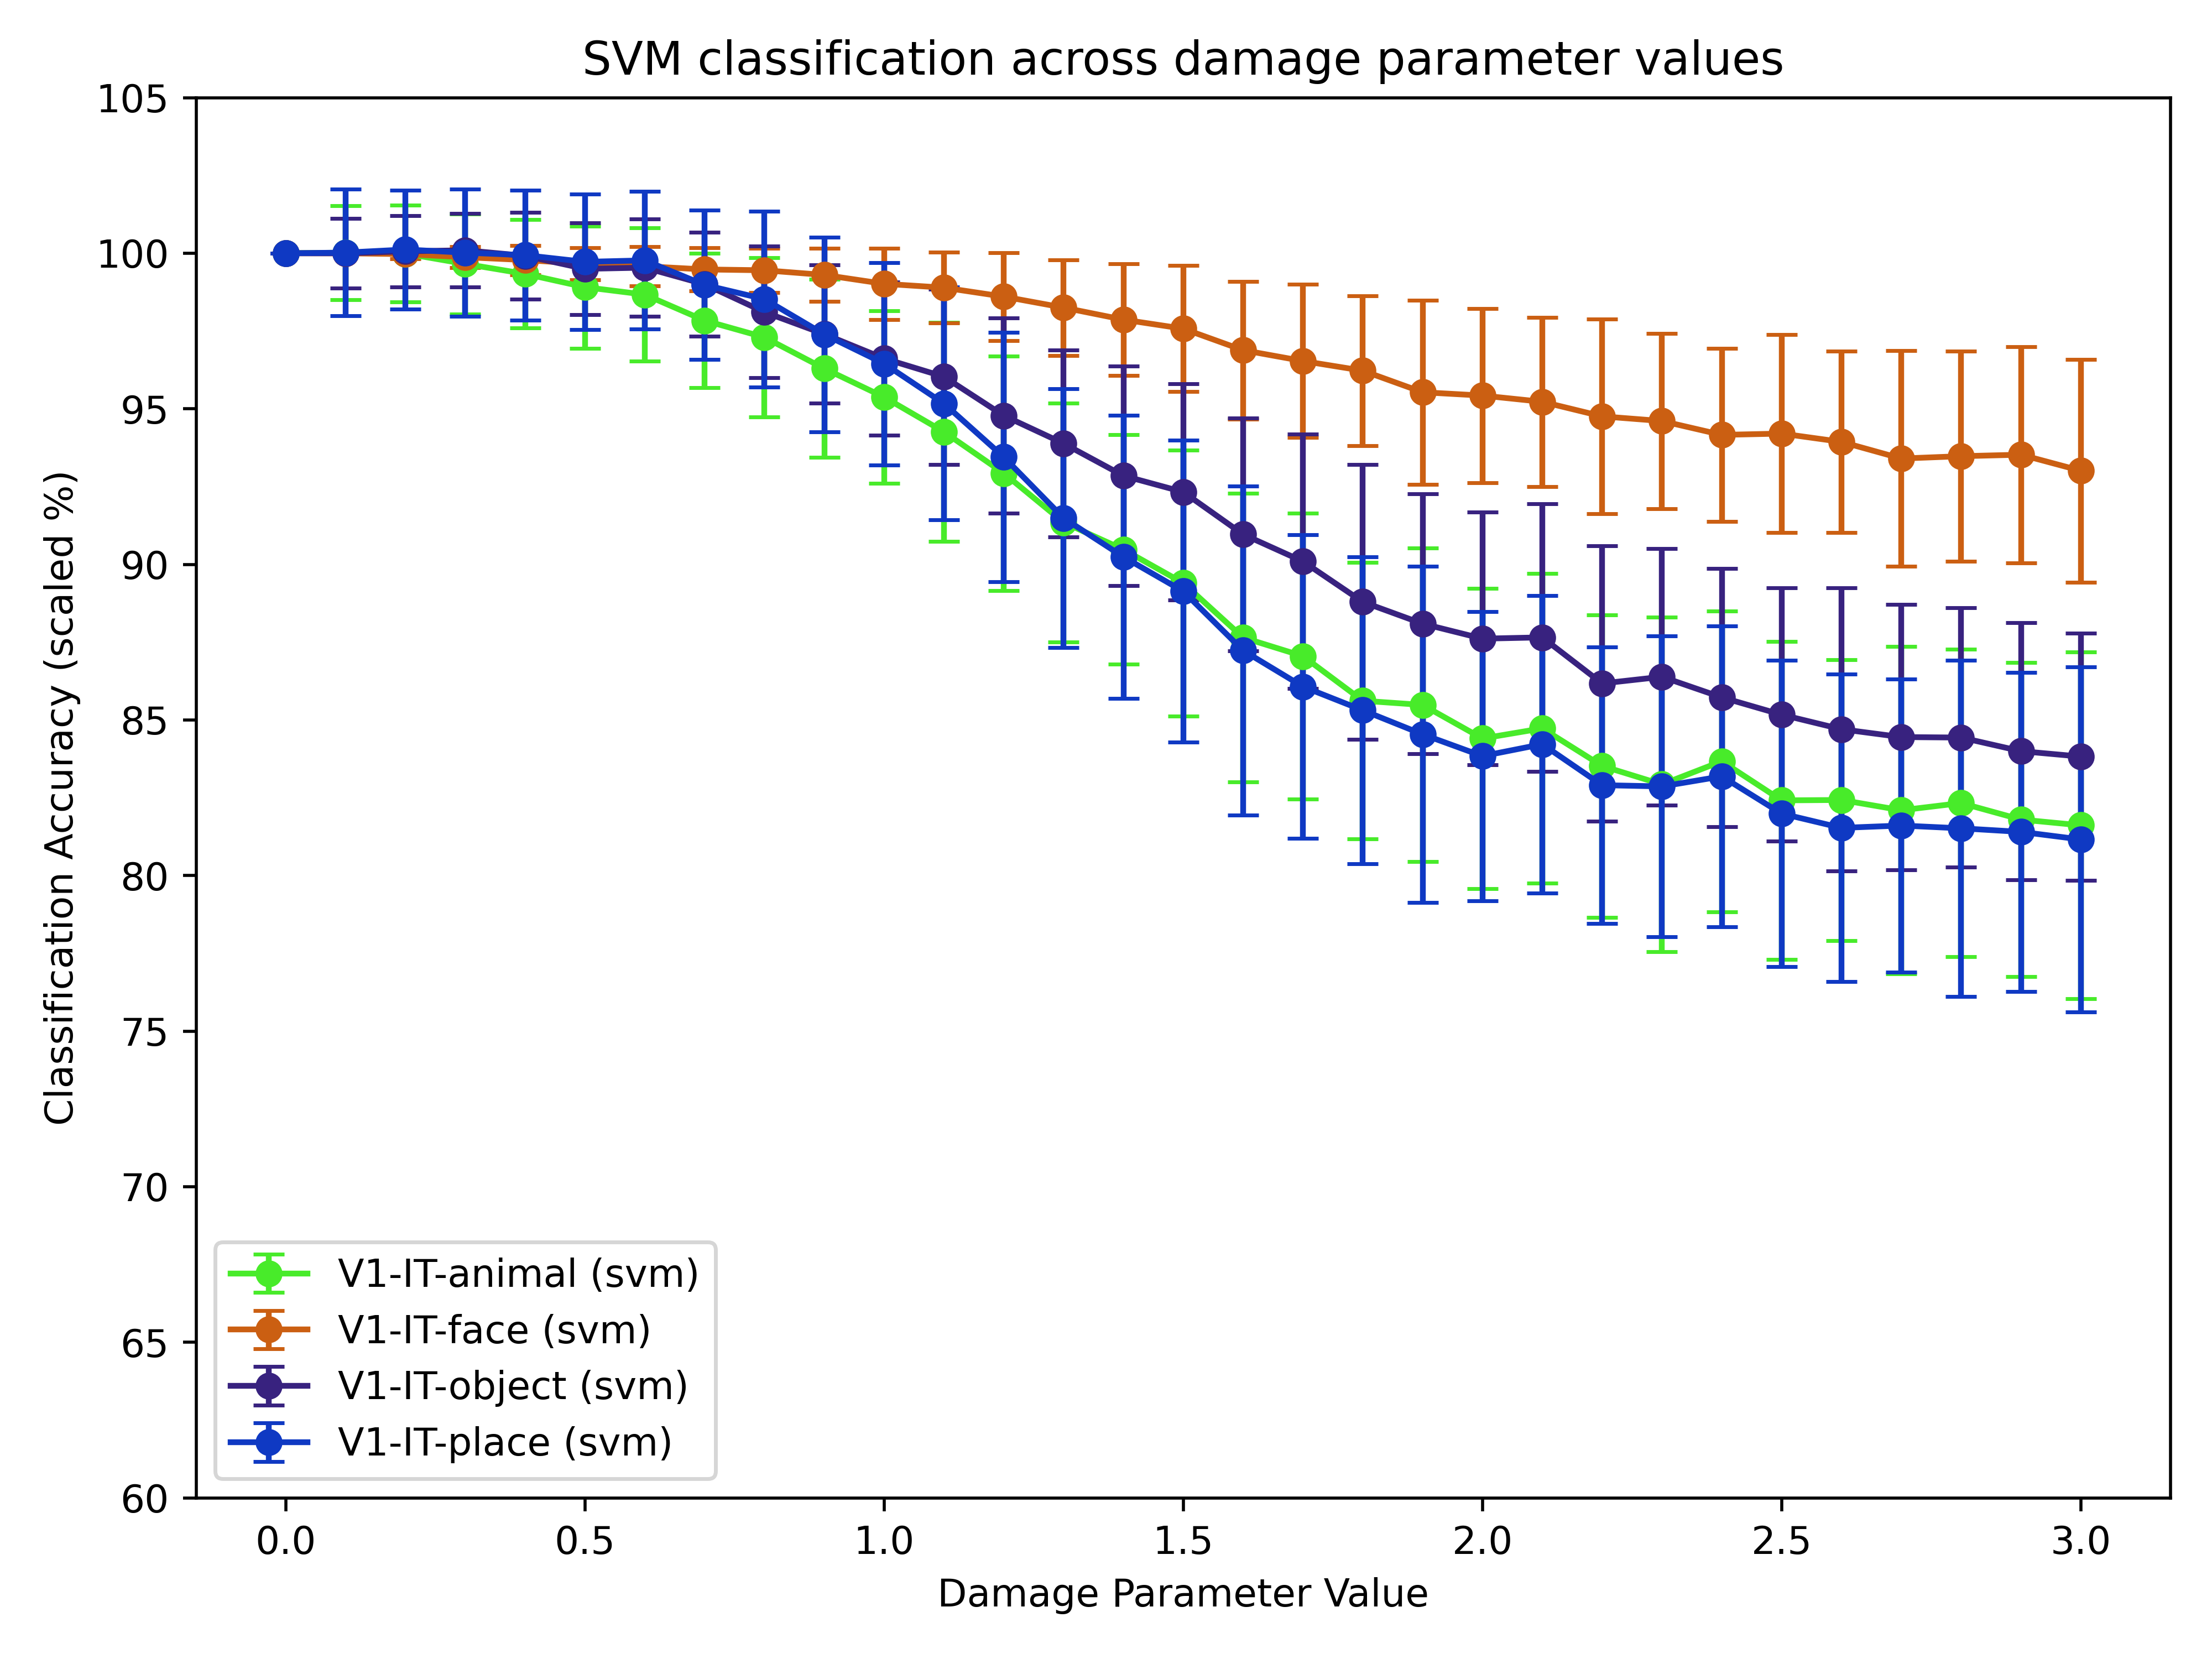 SVM classification across damage parameter values
105
100
95
90
85
80
75
70
65
60
Classification Accuracy (scaled %)
V1-IT-animal (svm)
V1-IT-face (svm)
V1-IT-object (svm)
V1-IT-place (svm)
0.0 0.5 1.0 1.5 2.0 2.5 3.0
Damage Parameter Value